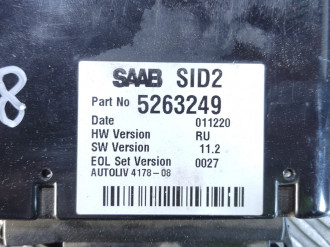 8
SAAB SID2
Part No 5263249
Date 011220
HW Version RU
SW Version 11.2
EOL Set Version 0027
AUTOLIV 4178-08